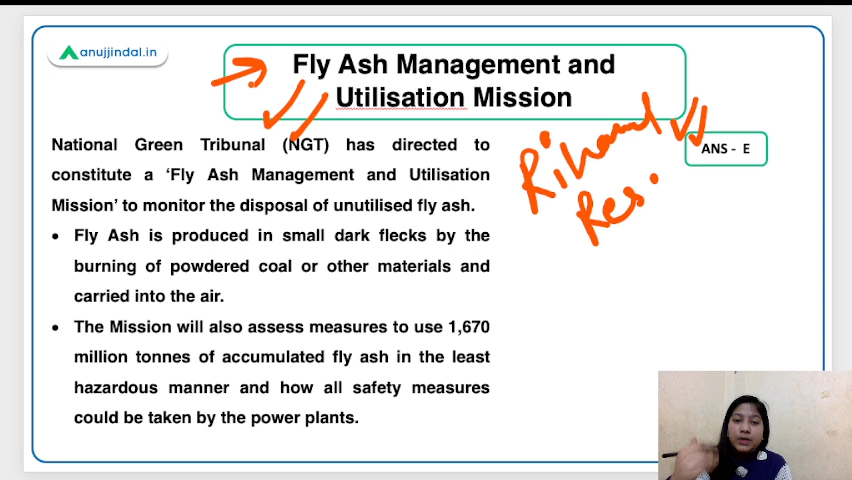 anujjindal.in
Fly Ash Management and
Utilisation Mission
National Green Tribunal (NGT) has directed to
constitute a ‘Fly Ash Management and Utilisation
Mission’ to monitor the disposal of unutilised fly ash.
• Fly Ash is produced in small dark flecks by the
burning of powdered coal or other materials and
carried into the air.
• The Mission will also assess measures to use 1,670
million tonnes of accumulated fly ash in the least
hazardous manner and how all safety measures
could be taken by the power plants.
Rihand
Res.
ANS - E